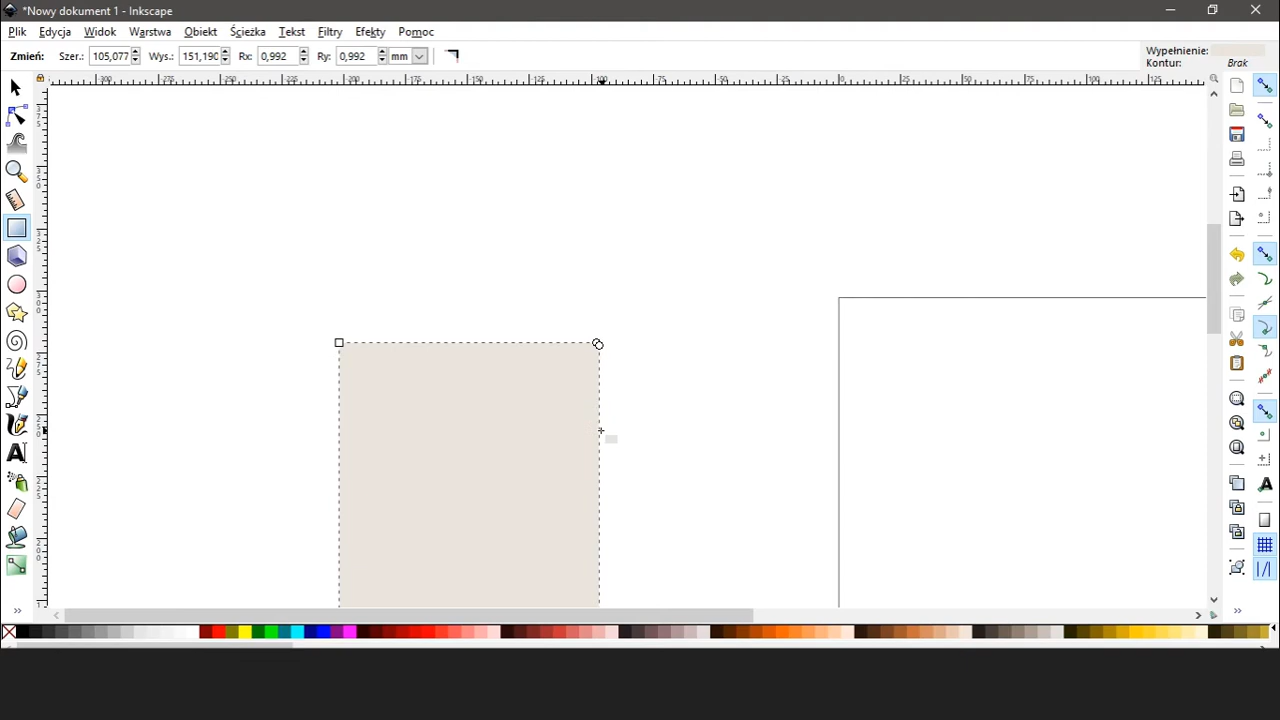 *Nowy dokument 1 - Inkscape
Plik Edycja Widok Warstwa Obiekt Ścieżka Tekst Filtry Efekty Pomoc
Zmień: Szer.: 105,077 Wys.: 151,190 Rx: 0,992 Ry: 0,992 mm
Wypełnienie:
Kontur: Brak